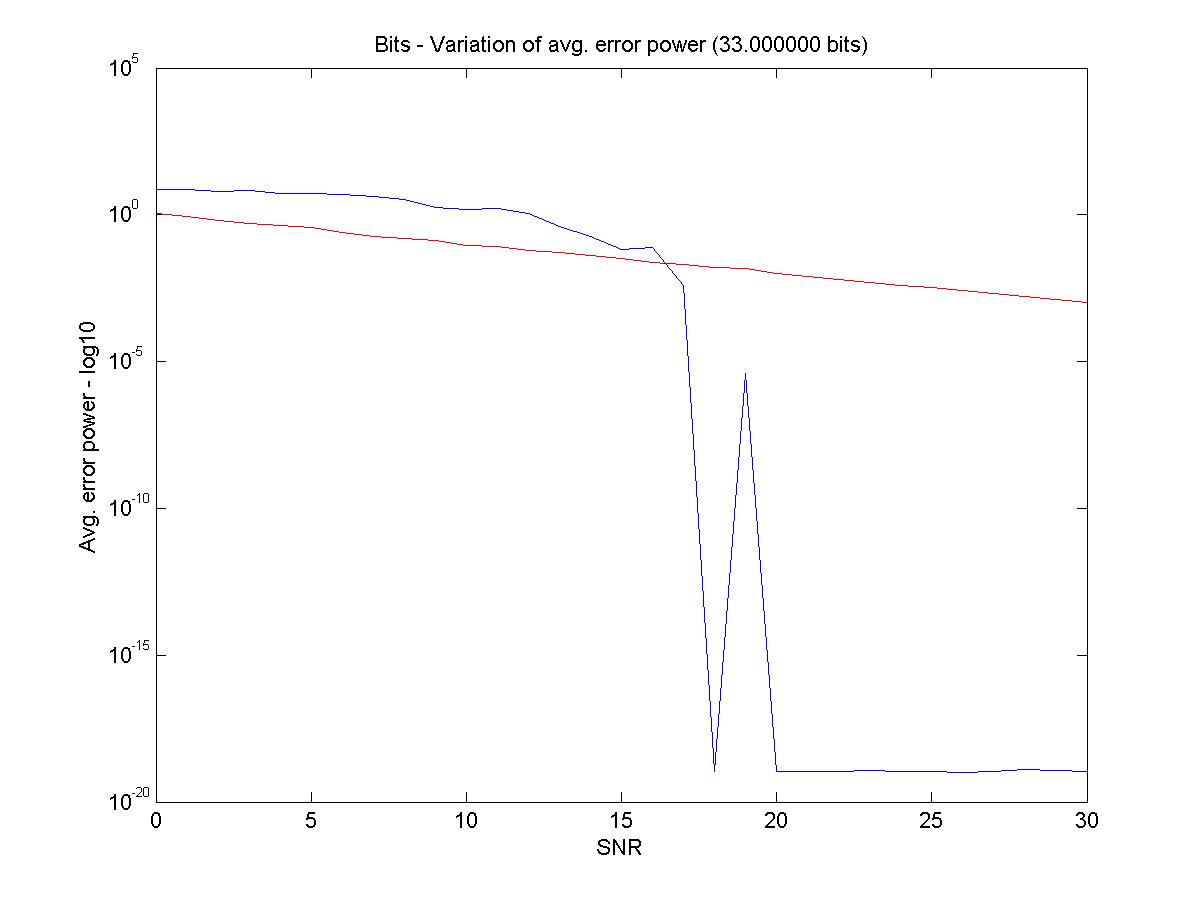 Bits - Variation of avg. error power (33.000000 bits)
10^5
10^0
10^-5
10^-10
10^-15
10^-20
Avg. error power - log10
0 5 10 15 20 25 30
SNR